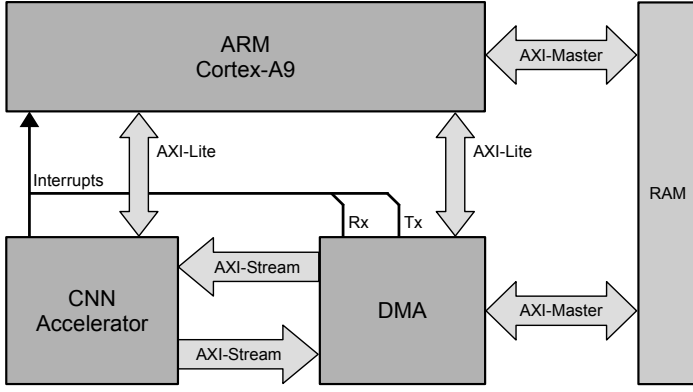 ARM
Cortex-A9
AXI-Master
AXI-Lite
AXI-Lite
Interrupts
RAM
Rx
Tx
AXI-Stream
CNN
Accelerator
DMA
AXI-Master
AXI-Stream